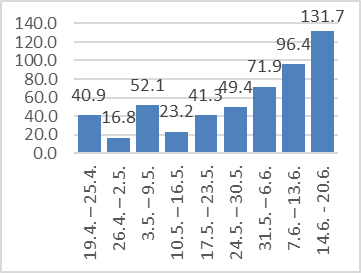 140.0
120.0
100.0
80.0
60.0
40.0
20.0
0.0
40.9
16.8
52.1
23.2
41.3
49.4
71.9
96.4
131.7
19.4. – 25.4.
26.4. – 2.5.
3.5. – 9.5.
10.5. – 16.5.
17.5. – 23.5.
24.5. – 30.5.
31.5. – 6.6.
7.6. – 13.6.
14.6. - 20.6.